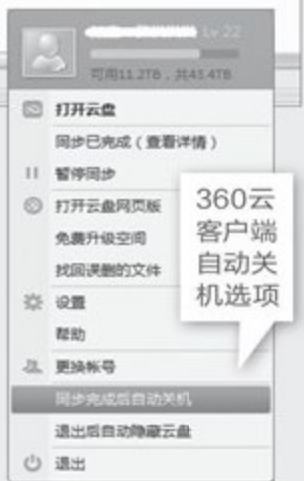 Lv 22
可用11.2TB，共43.4TB
打开云盘
同步已完成（查看详情）
暂停同步
打开云盘网页版
免费升级空间
找回误删的文件
设置
帮助
更换帐号
同步完成后自动关机
退出后自动隐藏云盘
退出
360云
客户端
自动关
机选项